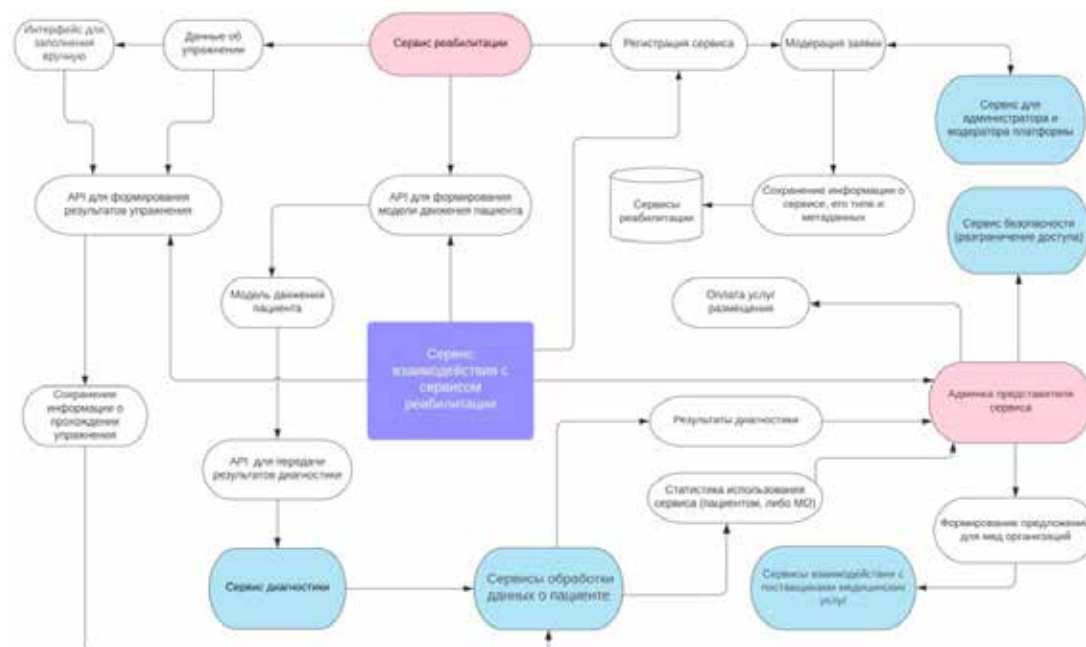 Интерфейс для
заполнения
вручную
Данные об
упражнении
Сервис реабилитации
Регистрация сервиса
Модерация заявки
Сервис для
администратора и
модератора платформы
API для формирования
результатов упражнения
API для формирования
модели движения пациента
Сервисы
реабилитации
Сохранение информации о
сервисе, его типе и
метаданных
Сервис безопасности
(разграничение доступа)
Модель движения
пациента
Оплата услуг
размещения
Сервис
взаимодействия с
сервисом
реабилитации
Сохранение
информации о
прохождении
упражнения
Результаты диагностики
Админка представителя
сервиса
API для передачи
результатов диагностики
Статистика использования
сервиса (пациентом, либо МО)
Формирование предложения
для мед организаций
Сервис диагностики
Сервисы обработки
данных о пациенте
Сервисы взаимодействия с
поставщиками медицинских
услуг